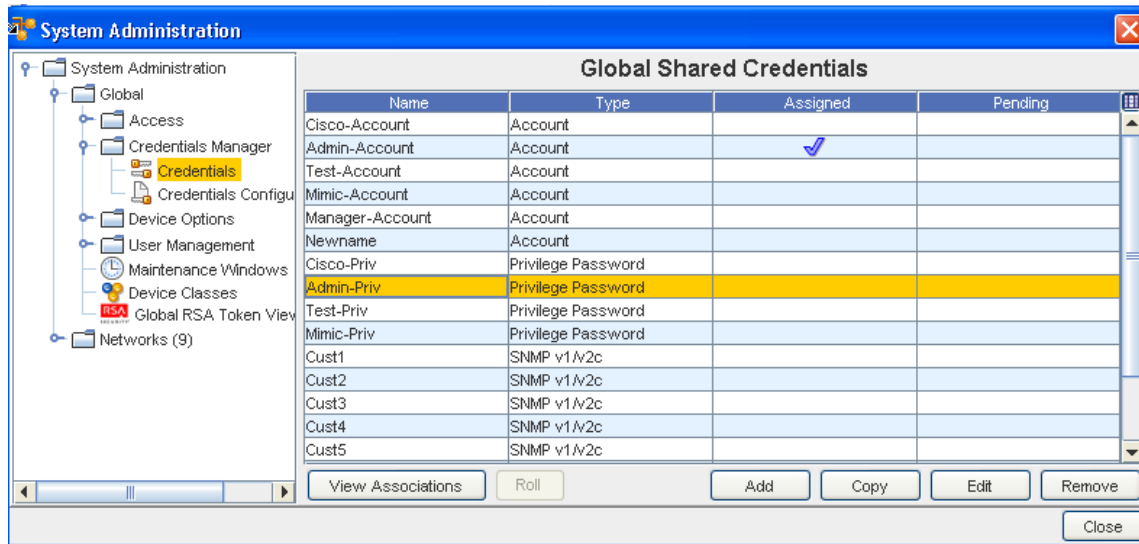 System Administration
System Administration
Global
Access
Credentials Manager
Credentials
Credentials Configu
Device Options
User Management
Maintenance Windows
Device Classes
RSA Global RSA Token View
Networks (9)
Global Shared Credentials
Name Type Assigned Pending
Cisco-Account Account
Admin-Account Account
Test-Account Account
Mimic-Account Account
Manager-Account Account
Newname Account
Cisco-Priv Privilege Password
Admin-Priv Privilege Password
Test-Priv Privilege Password
Mimic-Priv Privilege Password
Cust1 SNMP v1/v2c
Cust2 SNMP v1/v2c
Cust3 SNMP v1/v2c
Cust4 SNMP v1/v2c
Cust5 SNMP v1/v2c
View Associations Roll Add Copy Edit Remove
Close